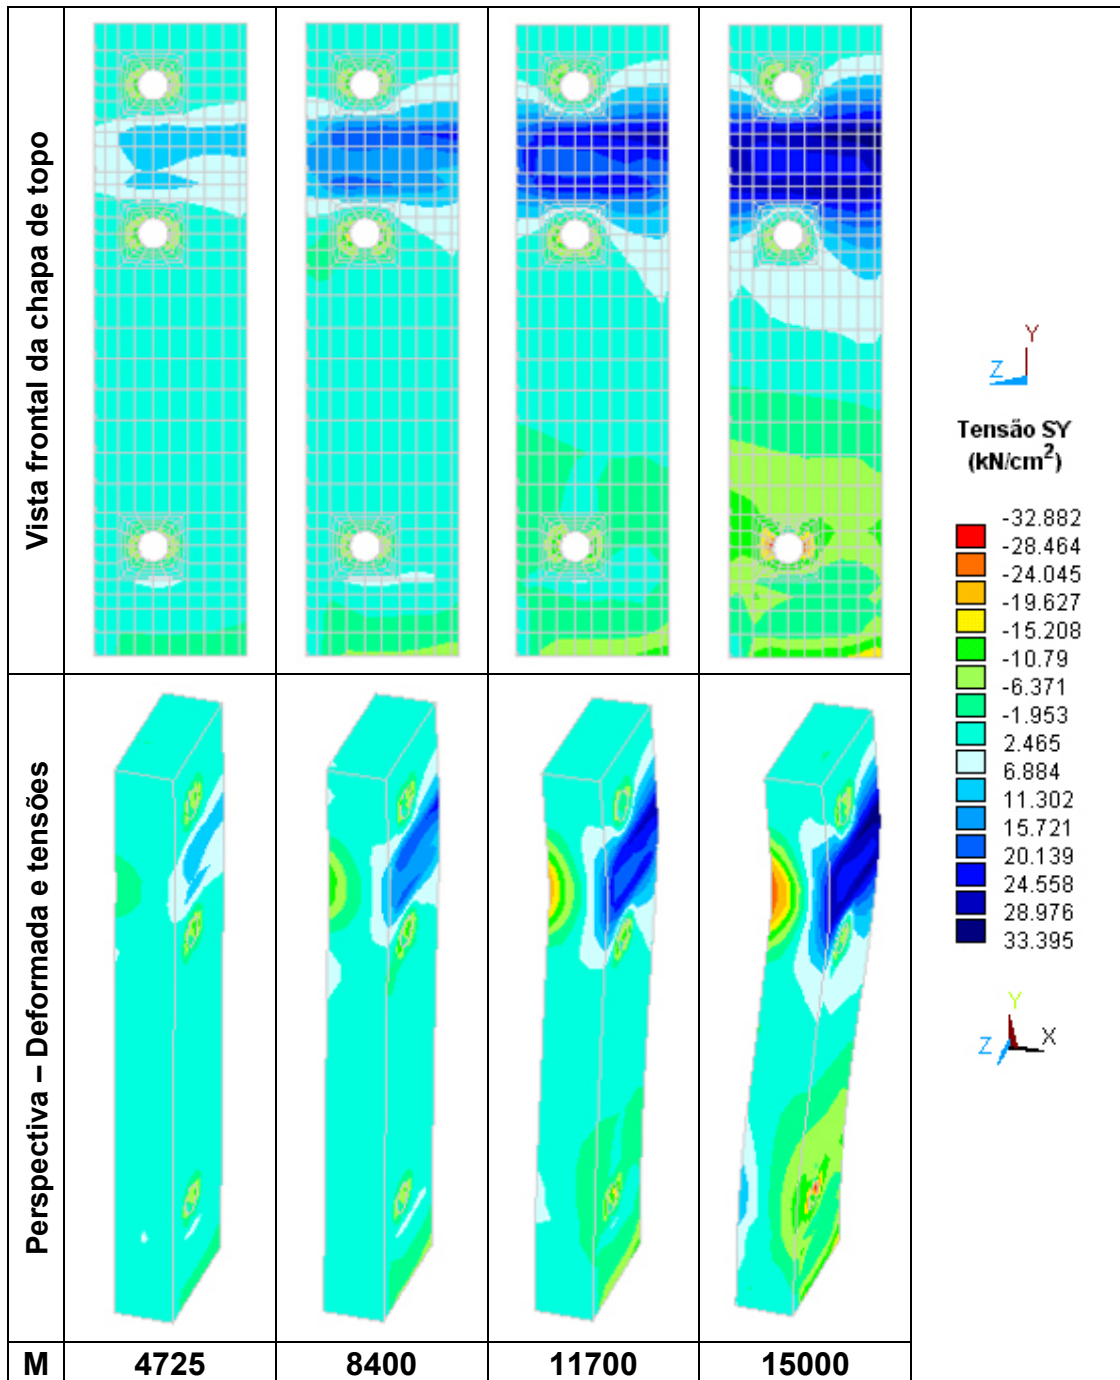 Vista frontal da chapa de topo
Perspectiva – Deformada e tensões
Y
Z
Tensão SY
(kN/cm²)
-32.882
-28.464
-24.045
-19.627
-15.208
-10.79
-6.371
-1.953
2.465
6.884
11.302
15.721
20.139
24.558
28.976
33.395
Y
Z X
M 4725 8400 11700 15000